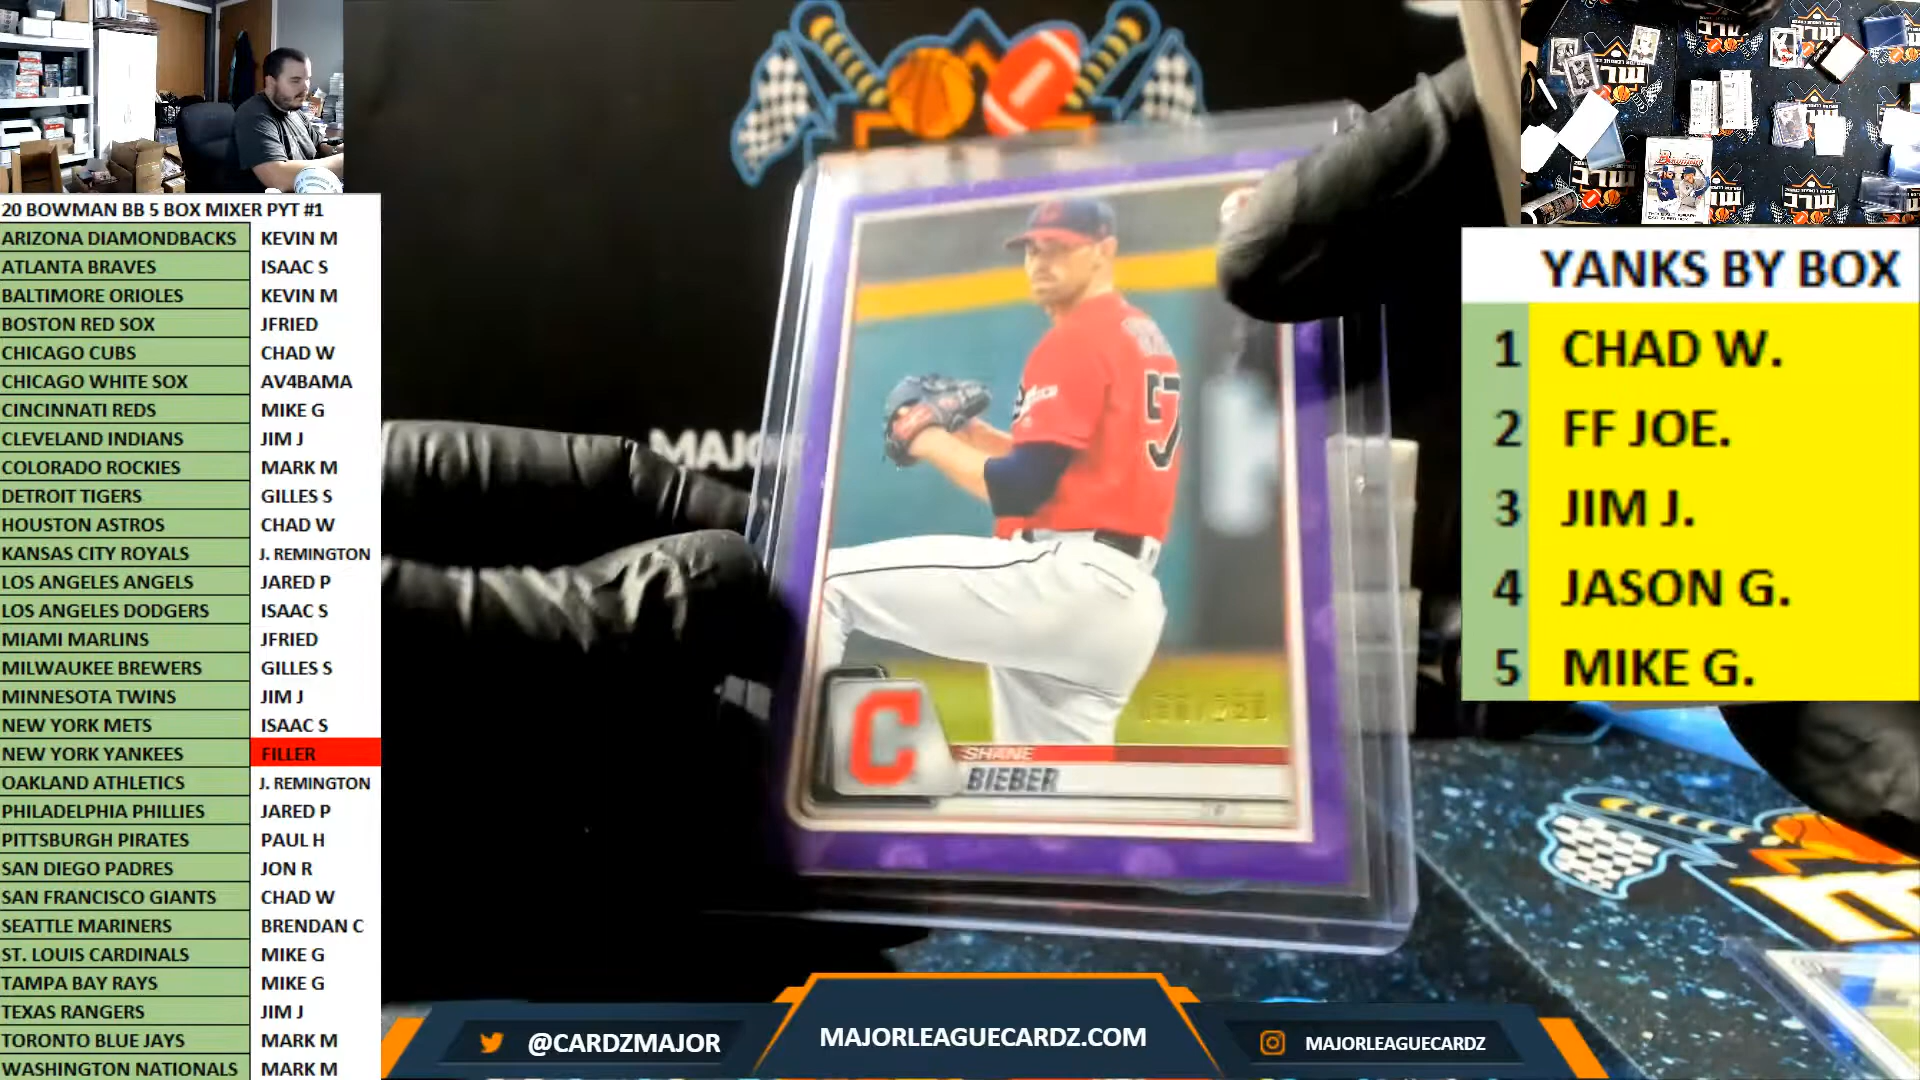 20 BOWMAN BB 5 BOX MIXER PYT #1
ARIZONA DIAMONDBACKS KEVIN M
ATLANTA BRAVES ISAAC S
BALTIMORE ORIOLES KEVIN M
BOSTON RED SOX JFRIED
CHICAGO CUBS CHAD W
CHICAGO WHITE SOX AV4BAMA
CINCINNATI REDS MIKE G
CLEVELAND INDIANS JIM J
COLORADO ROCKIES MARK M
DETROIT TIGERS GILLES S
HOUSTON ASTROS CHAD W
KANSAS CITY ROYALS J. REMINGTON
LOS ANGELES ANGELS JARED P
LOS ANGELES DODGERS ISAAC S
MIAMI MARLINS JFRIED
MILWAUKEE BREWERS GILLES S
MINNESOTA TWINS JIM J
NEW YORK METS ISAAC S
NEW YORK YANKEES FILLER
OAKLAND ATHLETICS J. REMINGTON
PHILADELPHIA PHILLIES JARED P
PITTSBURGH PIRATES PAUL H
SAN DIEGO PADRES JON R
SAN FRANCISCO GIANTS CHAD W
SEATTLE MARINERS BRENDAN C
ST. LOUIS CARDINALS MIKE G
TAMPA BAY RAYS MIKE G
TEXAS RANGERS JIM J
TORONTO BLUE JAYS MARK M
WASHINGTON NATIONALS MARK M
MAJO
57
C
SHANE
BIEBER
YANKS BY BOX
1 CHAD W.
2 FF JOE.
3 JIM J.
4 JASON G.
5 MIKE G.
@CARDZMAJOR
MAJORLEAGUECARDZ.COM
MAJORLEAGUECARDZ